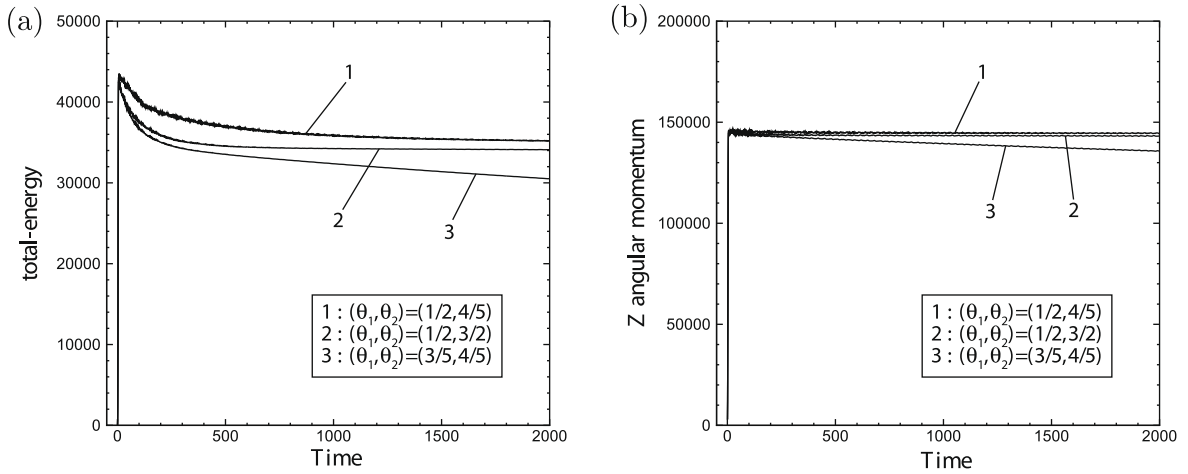 (a)
50000
40000
30000
20000
10000
0
total-energy
0 500 1000 1500 2000
Time
1
2
3
1 : (θ₁,θ₂)=(1/2,4/5)
2 : (θ₁,θ₂)=(1/2,3/2)
3 : (θ₁,θ₂)=(3/5,4/5)
(b)
200000
150000
100000
50000
0
Z angular momentum
0 500 1000 1500 2000
Time
1
3 2
1 : (θ₁,θ₂)=(1/2,4/5)
2 : (θ₁,θ₂)=(1/2,3/2)
3 : (θ₁,θ₂)=(3/5,4/5)